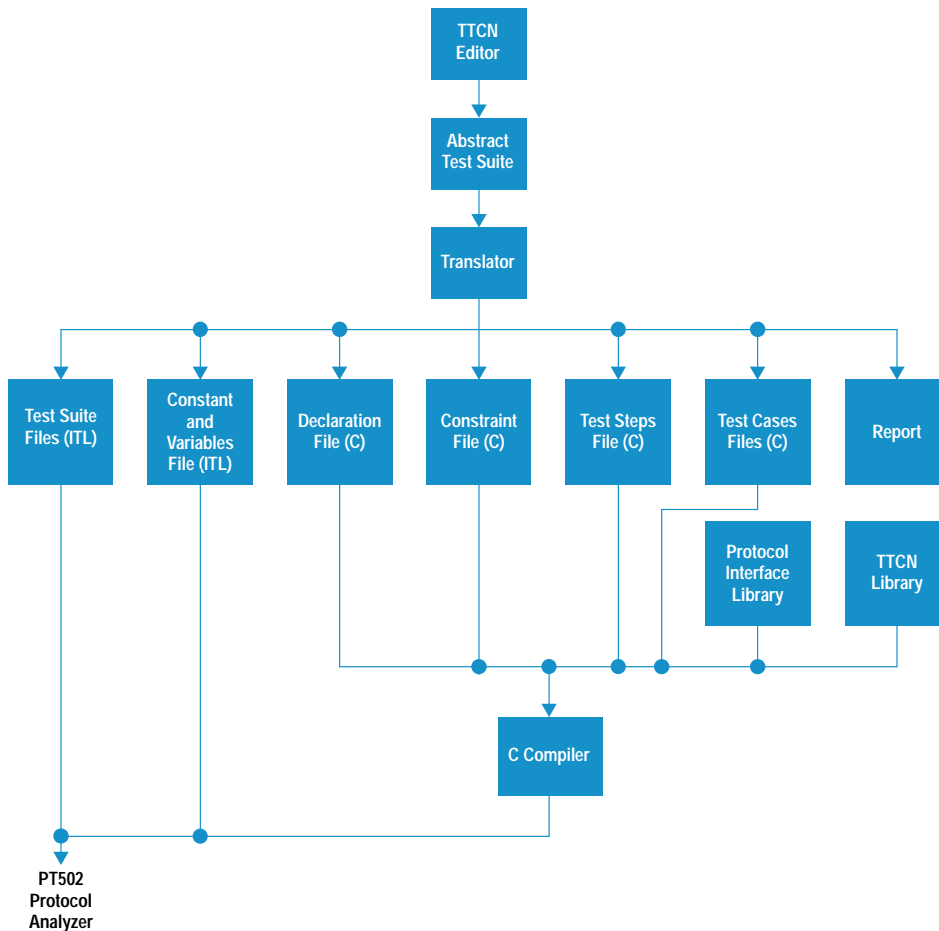 TTCN
Editor
Abstract
Test Suite
Translator
Test Suite
Files (ITL)
Constant
and
Variables
File (ITL)
Declaration
File (C)
Constraint
File (C)
Test Steps
File (C)
Test Cases
Files (C)
Report
Protocol
Interface
Library
TTCN
Library
C Compiler
PT502
Protocol
Analyzer